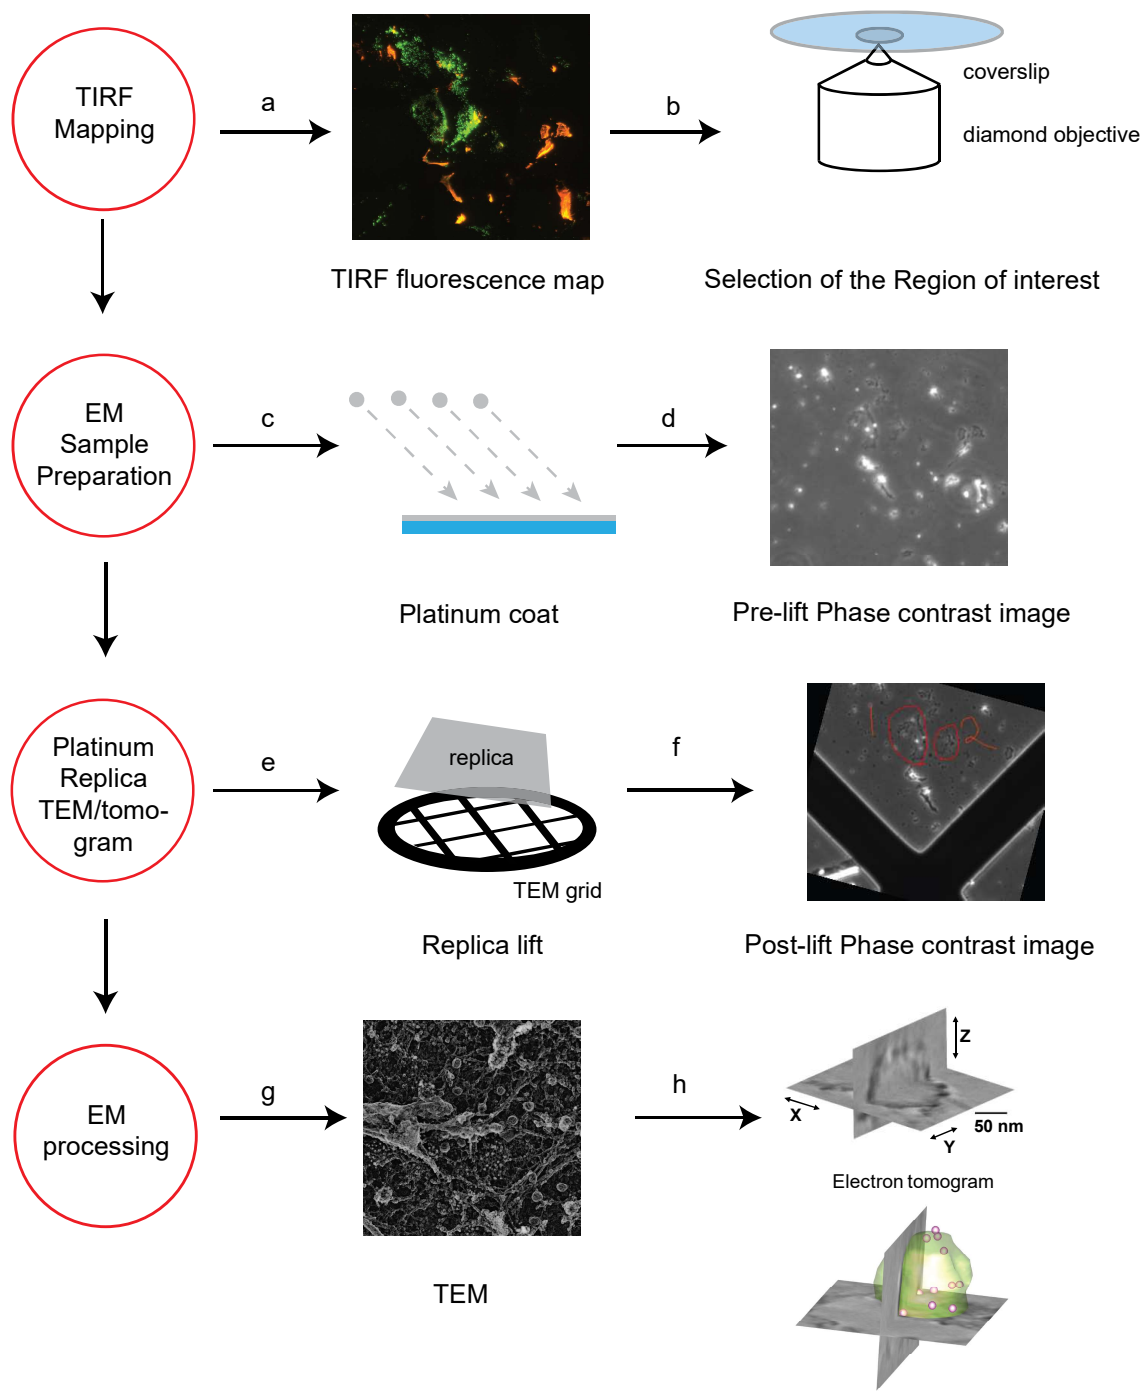 TIRF
Mapping
a
b
coverslip
diamond objective
TIRF fluorescence map
Selection of the Region of interest
EM
Sample
Preparation
c
d
Platinum coat
Pre-lift Phase contrast image
Platinum
Replica
TEM/tomo-
gram
e
replica
TEM grid
f
1
2
Replica lift
Post-lift Phase contrast image
EM
processing
g
h
Z
X
Y
50 nm
Electron tomogram
TEM